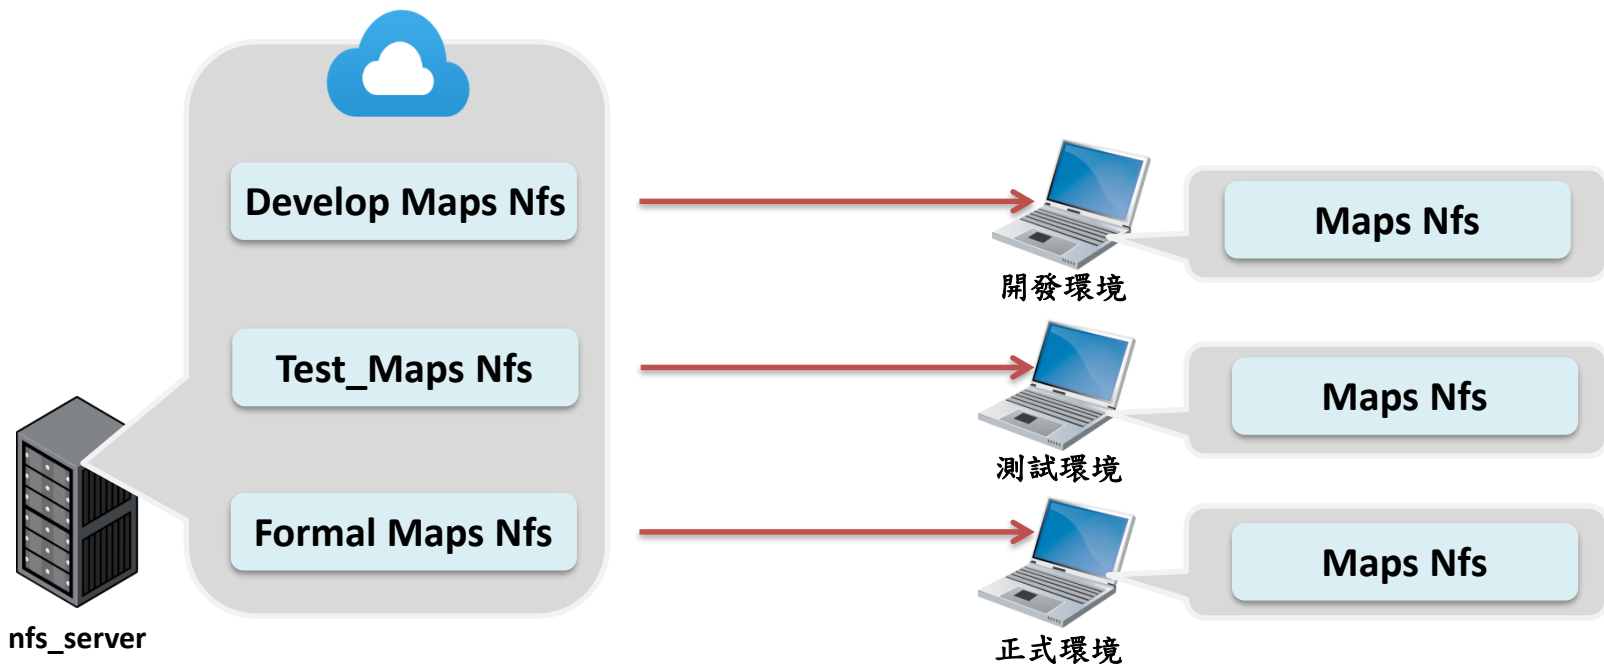 Develop Maps Nfs
Maps Nfs
開發環境
Test_Maps Nfs
Maps Nfs
測試環境
Formal Maps Nfs
Maps Nfs
nfs_server
正式環境